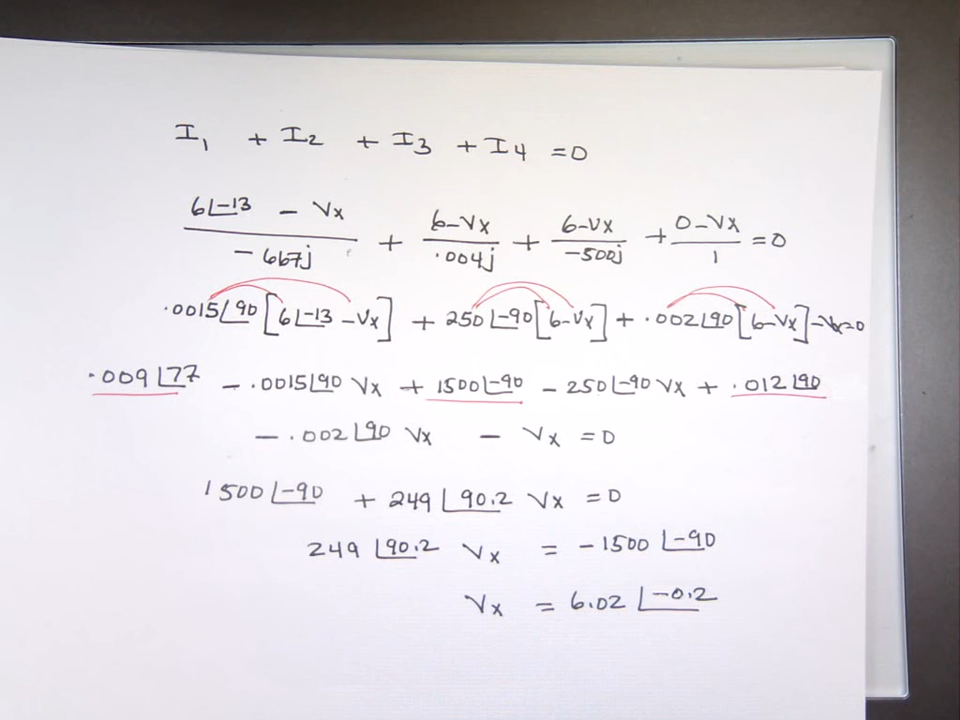 I1 + I2 + I3 + I4 = 0
(6∠-13 - Vx)/(-667j) + (6-Vx)/(.004j) + (6-Vx)/(-500j) + (0-Vx)/1 = 0
.0015∠90 [6∠-13 -Vx] + 250∠-90 [6-Vx] + .002∠90 [6-Vx] -Vx=0
.009∠77 - .0015∠90 Vx + 1500∠-90 - 250∠-90 Vx + .012∠90
- .002∠90 Vx - Vx = 0
1500∠-90 + 249∠90.2 Vx = 0
249∠90.2 Vx = -1500∠-90
Vx = 6.02∠-0.2